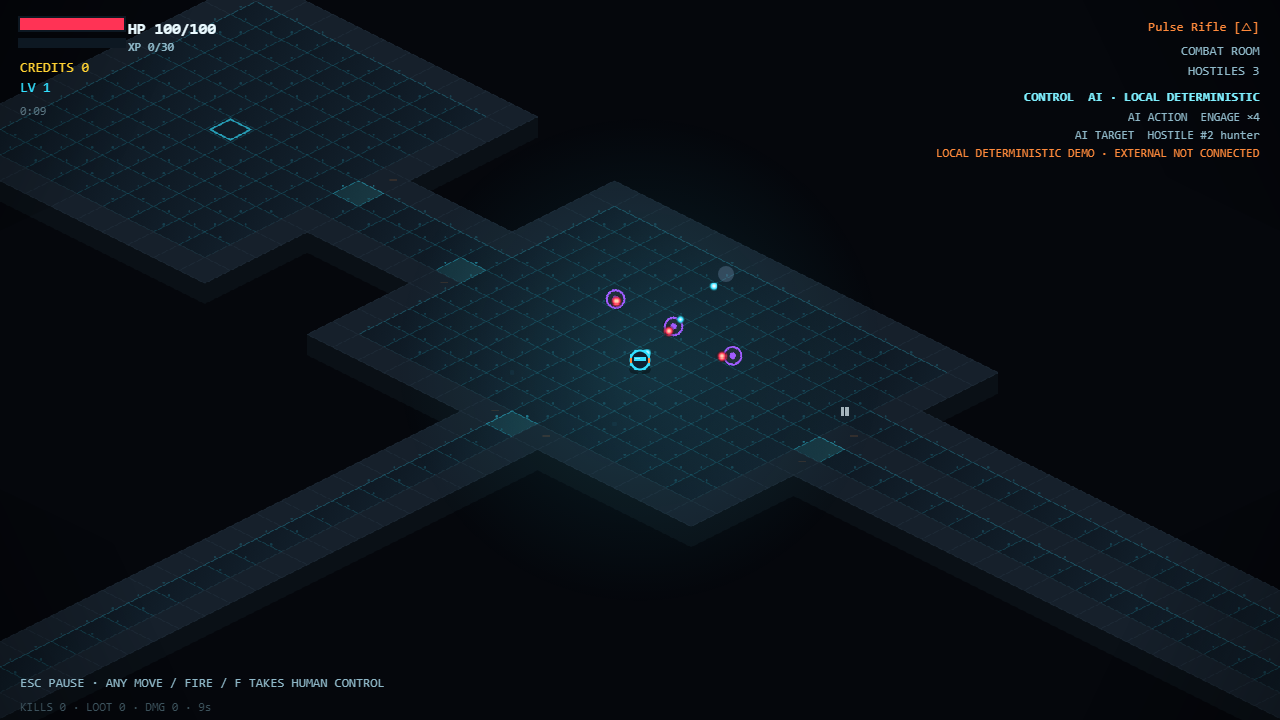 HP 100/100
XP 0/30
CREDITS 0
LV 1
0:09
Pulse Rifle [△]
COMBAT ROOM
HOSTILES 3
CONTROL AI · LOCAL DETERMINISTIC
AI ACTION ENGAGE ×4
AI TARGET HOSTILE #2 hunter
LOCAL DETERMINISTIC DEMO · EXTERNAL NOT CONNECTED
ESC PAUSE · ANY MOVE / FIRE / F TAKES HUMAN CONTROL
KILLS 0 · LOOT 0 · DMG 0 · 9s